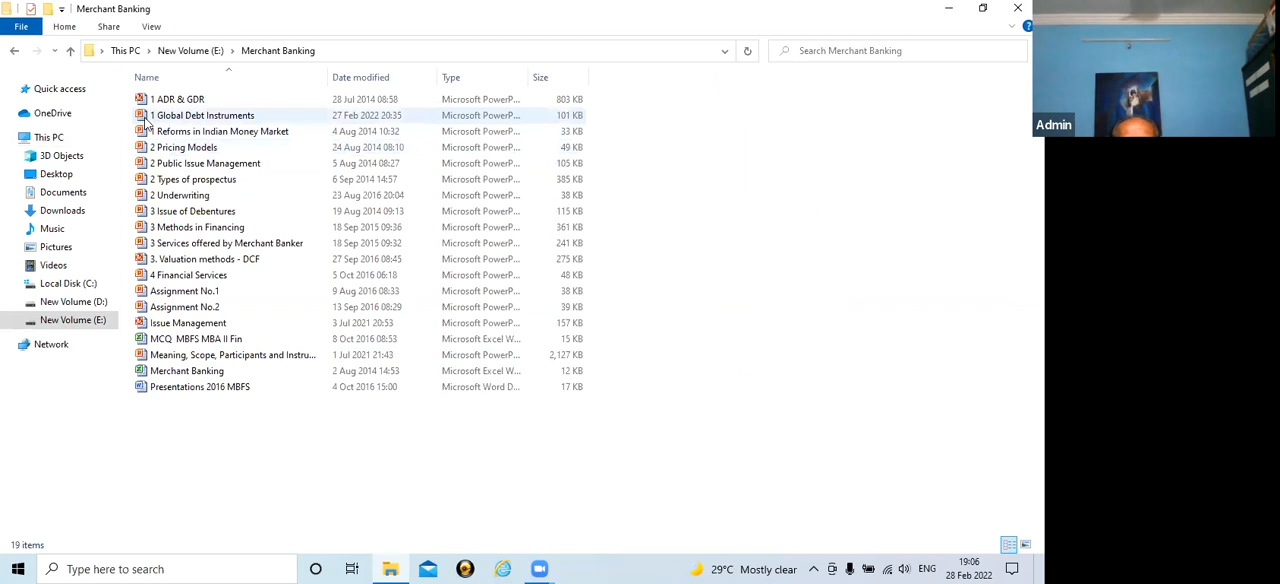 Merchant Banking
File Home Share View
This PC New Volume (E:) Merchant Banking
Search Merchant Banking
Name Date modified Type Size
Quick access
OneDrive
This PC
3D Objects
Desktop
Documents
Downloads
Music
Pictures
Videos
Local Disk (C:)
New Volume (D:)
New Volume (E:)
Network
1 ADR & GDR 28 Jul 2014 08:58 Microsoft PowerP... 803 KB
1 Global Debt Instruments 27 Feb 2022 20:35 Microsoft PowerP... 101 KB
1 Reforms in Indian Money Market 4 Aug 2014 10:32 Microsoft PowerP... 33 KB
2 Pricing Models 24 Aug 2014 08:10 Microsoft PowerP... 49 KB
2 Public Issue Management 5 Aug 2014 08:27 Microsoft PowerP... 105 KB
2 Types of prospectus 6 Sep 2014 14:57 Microsoft PowerP... 385 KB
2 Underwriting 23 Aug 2016 20:04 Microsoft PowerP... 38 KB
3 Issue of Debentures 19 Aug 2014 09:13 Microsoft PowerP... 115 KB
3 Methods in Financing 18 Sep 2015 09:36 Microsoft PowerP... 361 KB
3 Services offered by Merchant Banker 18 Sep 2015 09:32 Microsoft PowerP... 241 KB
3. Valuation methods - DCF 27 Sep 2016 08:45 Microsoft PowerP... 275 KB
4 Financial Services 5 Oct 2016 06:18 Microsoft PowerP... 48 KB
Assignment No.1 9 Aug 2016 08:33 Microsoft PowerP... 38 KB
Assignment No.2 13 Sep 2016 08:29 Microsoft PowerP... 39 KB
Issue Management 3 Jul 2021 20:53 Microsoft PowerP... 157 KB
MCQ MBFS MBA II Fin 8 Oct 2016 08:53 Microsoft Excel W... 15 KB
Meaning, Scope, Participants and Instru... 1 Jul 2021 21:43 Microsoft PowerP... 2,127 KB
Merchant Banking 2 Aug 2014 14:53 Microsoft Excel W... 12 KB
Presentations 2016 MBFS 4 Oct 2016 15:00 Microsoft Word D... 17 KB
Admin
19 items
Type here to search
29°C Mostly clear
ENG
19:06
28 Feb 2022